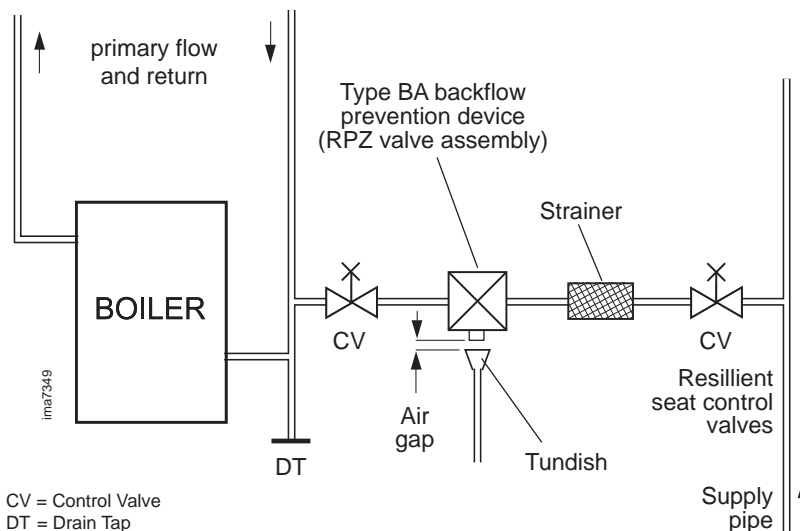 primary flow
and return
Type BA backflow
prevention device
(RPZ valve assembly)
Strainer
BOILER
CV
CV
ima7349
Air
gap
Resillient
seat control
valves
Tundish
DT
CV = Control Valve
DT = Drain Tap
Supply
pipe